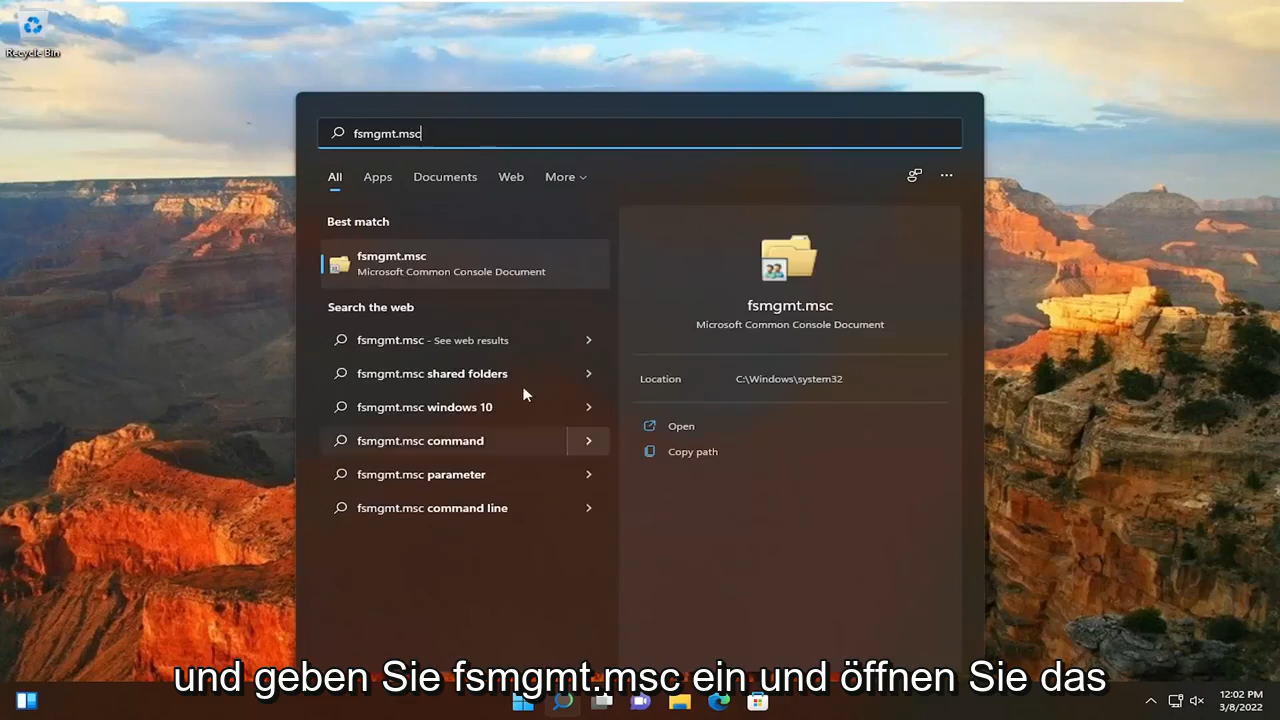 Recycle Bin
fsmgmt.msc
All Apps Documents Web More
Best match
fsmgmt.msc
Microsoft Common Console Document
Search the web
fsmgmt.msc - See web results
fsmgmt.msc shared folders
fsmgmt.msc windows 10
fsmgmt.msc command
fsmgmt.msc parameter
fsmgmt.msc command line
fsmgmt.msc
Microsoft Common Console Document
Location C:\Windows\system32
Open
Copy path
und geben Sie fsmgmt.msc ein und öffnen Sie das
12:02 PM
3/8/2022